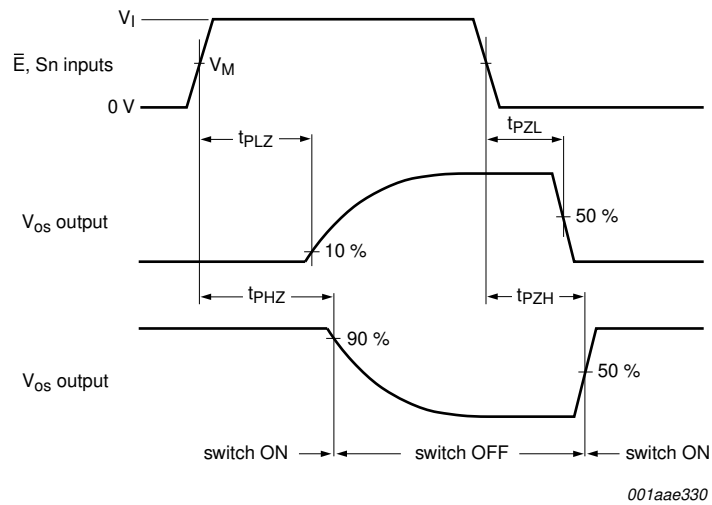 V_I
Ē, Sn inputs
V_M
0 V
t_PLZ
t_PZL
V_os output
50 %
10 %
t_PHZ
t_PZH
90 %
V_os output
50 %
switch ON
switch OFF
switch ON
001aae330